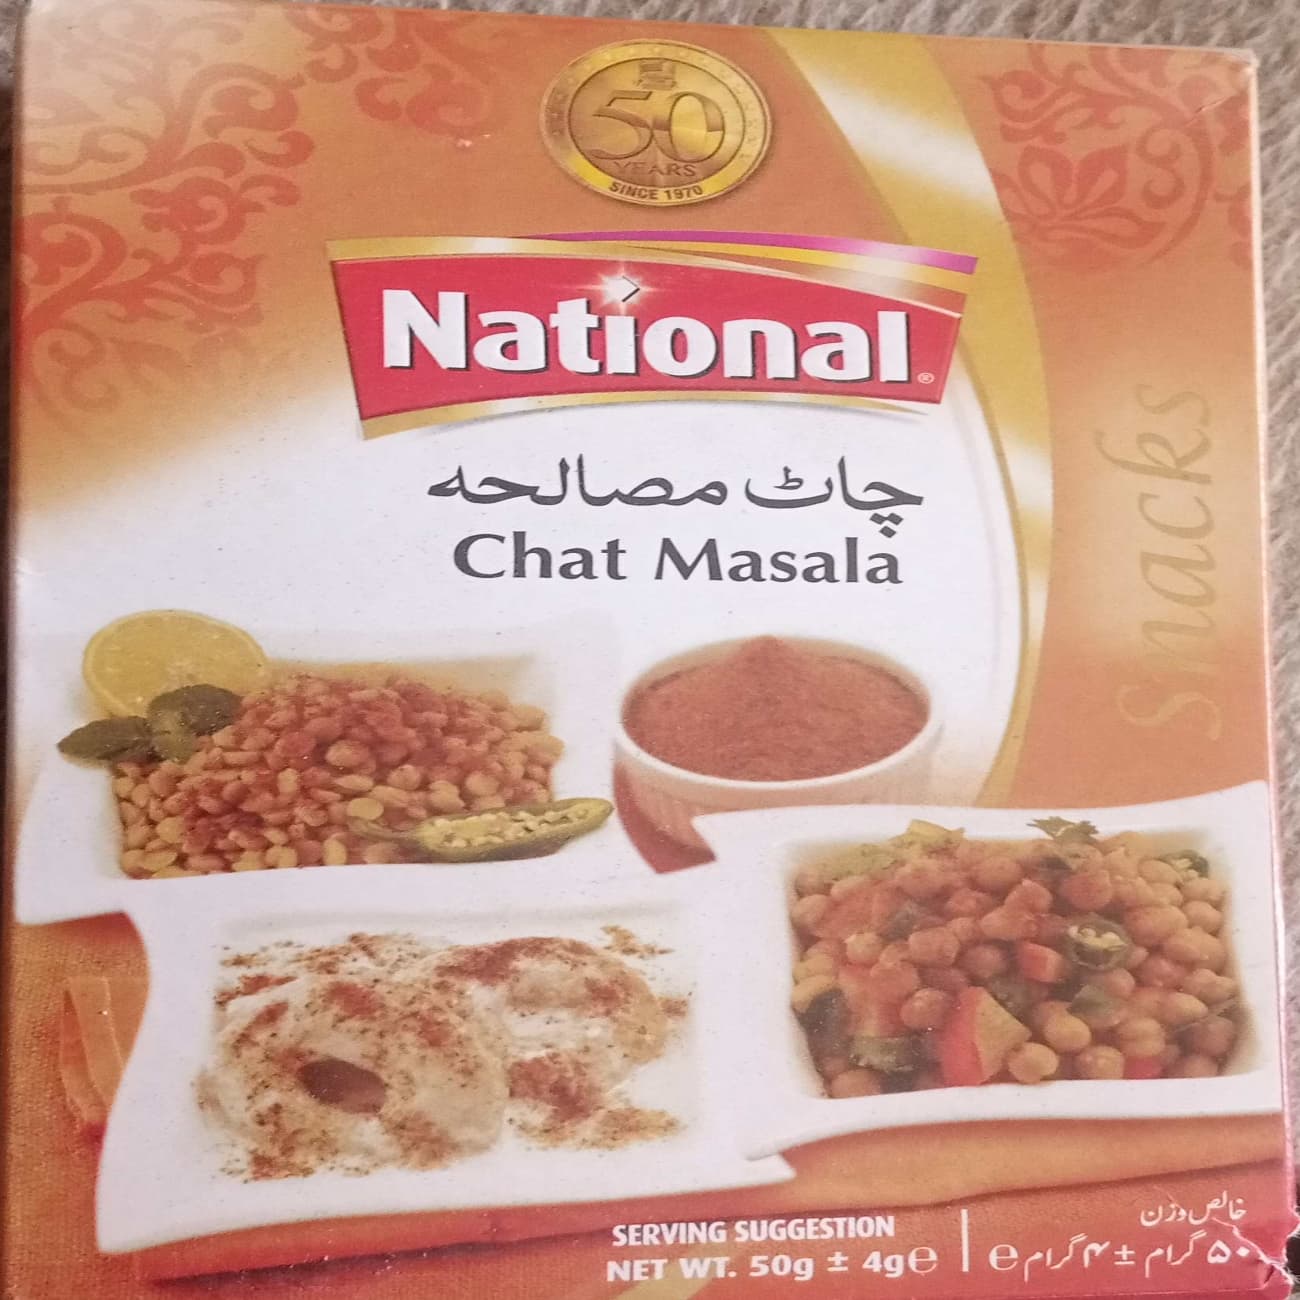 50
YEARS
SINCE 1970
National®
چاٹ مصالحہ
Chat Masala
Snacks
SERVING SUGGESTION
NET WT. 50g ± 4g℮
خالص وزن
۵۰ گرام ± ۴ گرام ℮